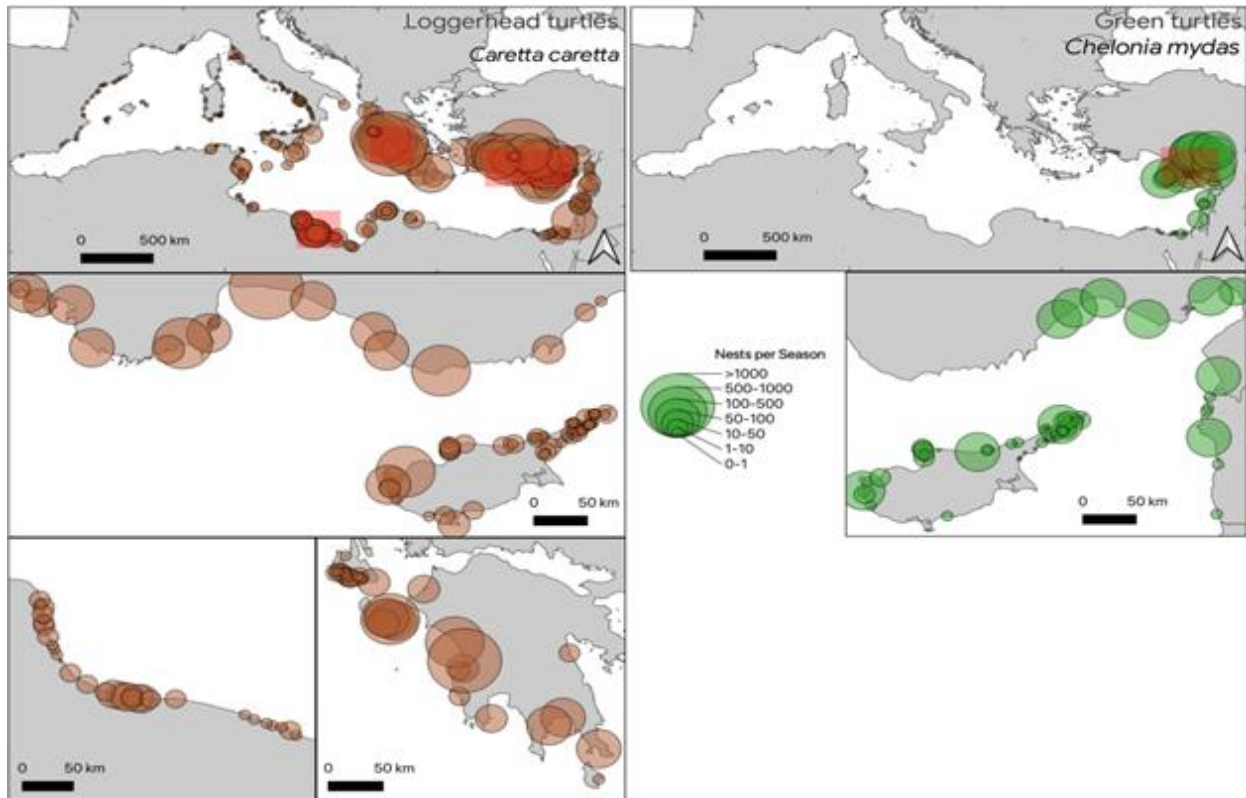 Loggerhead turtles
Caretta caretta
0 500 km
Green turtles
Chelonia mydas
0 500 km
0 50 km
Nests per Season
>1000
500-1000
100-500
50-100
10-50
1-10
0-1
0 50 km
0 50 km
0 50 km